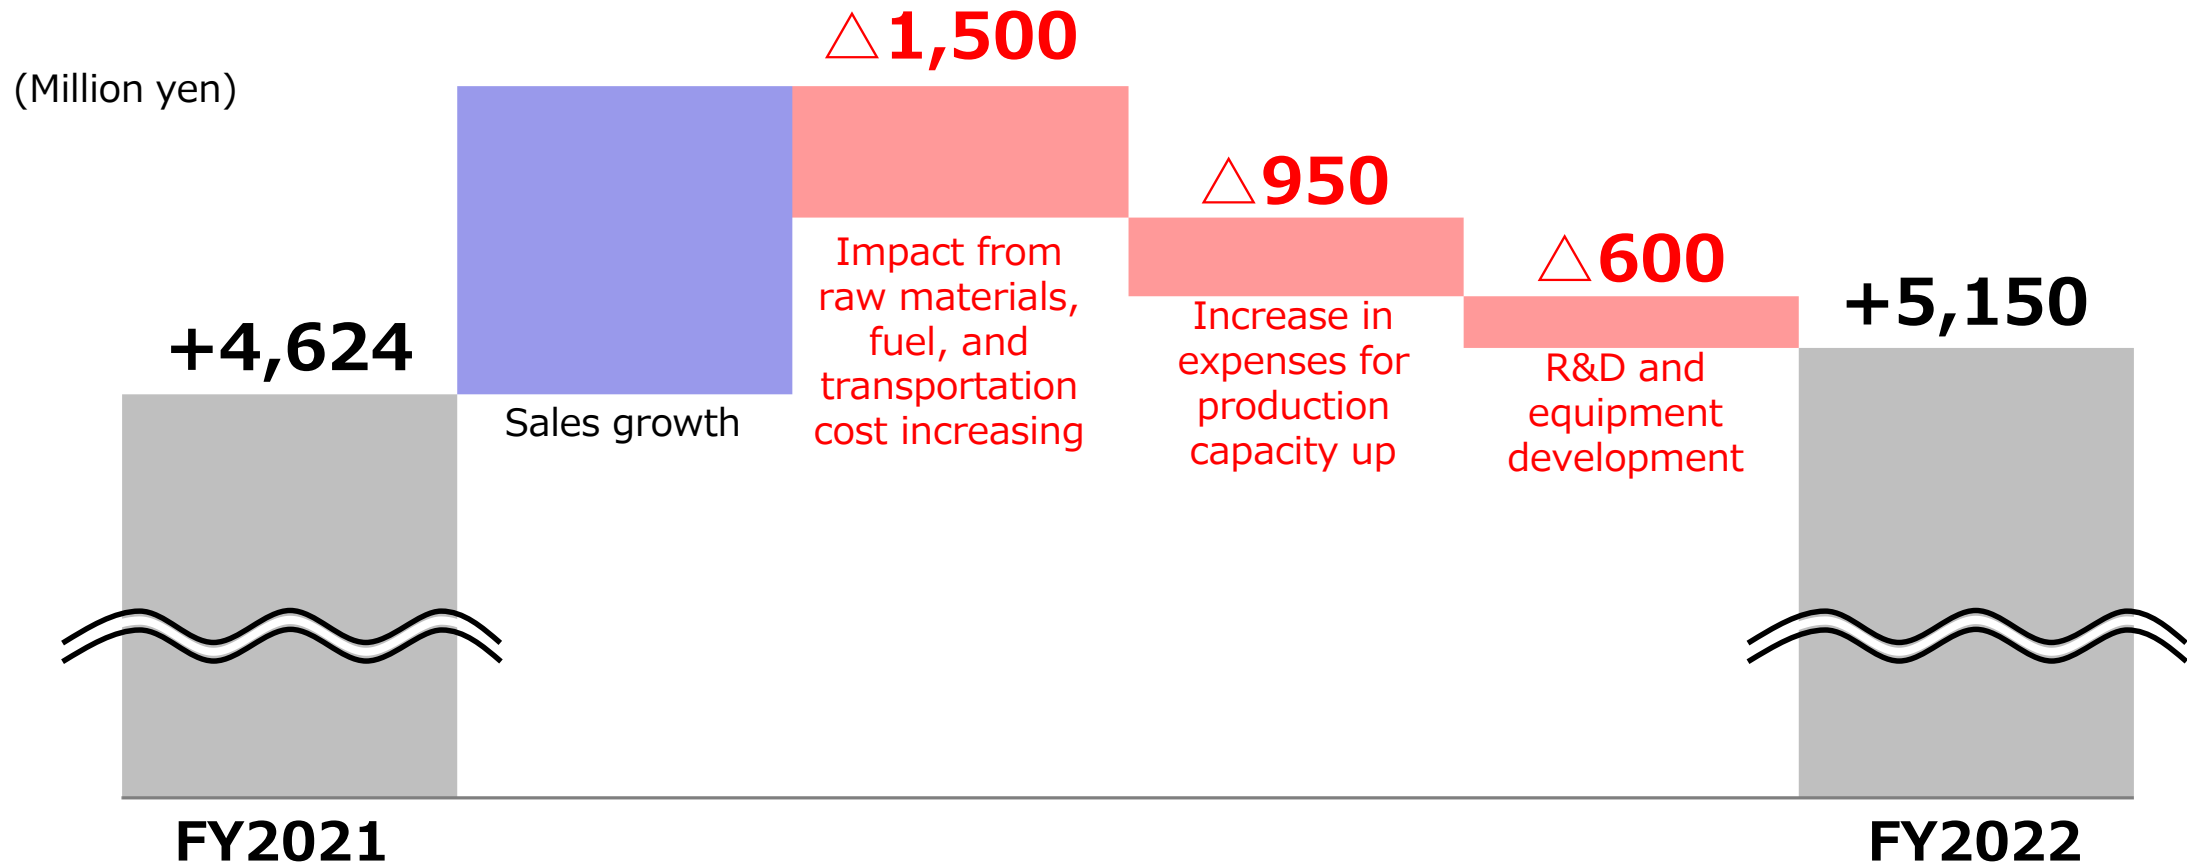 (Million yen)
+4,624
Sales growth
△1,500
Impact from
raw materials,
fuel, and
transportation
cost increasing
△950
Increase in
expenses for
production
capacity up
△600
R&D and
equipment
development
+5,150
FY2021
FY2022